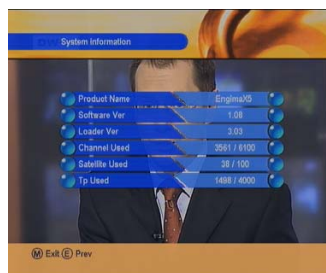 System Information
Product Name EngimaX5
Software Ver 1.08
Loader Ver 3.03
Channel Used 3561 / 6100
Satellite Used 38 / 100
Tp Used 1498 / 4000
M Exit E Prev